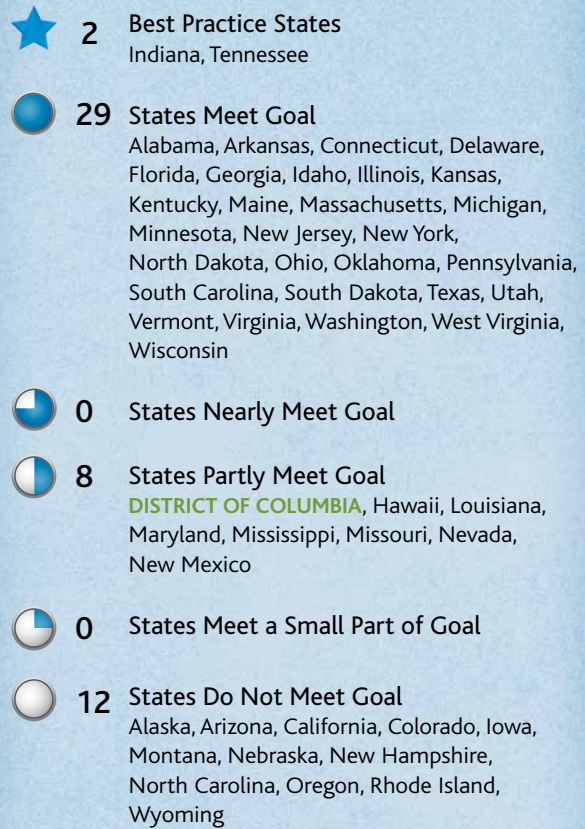 2 Best Practice States
Indiana, Tennessee
29 States Meet Goal
Alabama, Arkansas, Connecticut, Delaware,
Florida, Georgia, Idaho, Illinois, Kansas,
Kentucky, Maine, Massachusetts, Michigan,
Minnesota, New Jersey, New York,
North Dakota, Ohio, Oklahoma, Pennsylvania,
South Carolina, South Dakota, Texas, Utah,
Vermont, Virginia, Washington, West Virginia,
Wisconsin
0 States Nearly Meet Goal
8 States Partly Meet Goal
DISTRICT OF COLUMBIA, Hawaii, Louisiana,
Maryland, Mississippi, Missouri, Nevada,
New Mexico
0 States Meet a Small Part of Goal
12 States Do Not Meet Goal
Alaska, Arizona, California, Colorado, Iowa,
Montana, Nebraska, New Hampshire,
North Carolina, Oregon, Rhode Island,
Wyoming